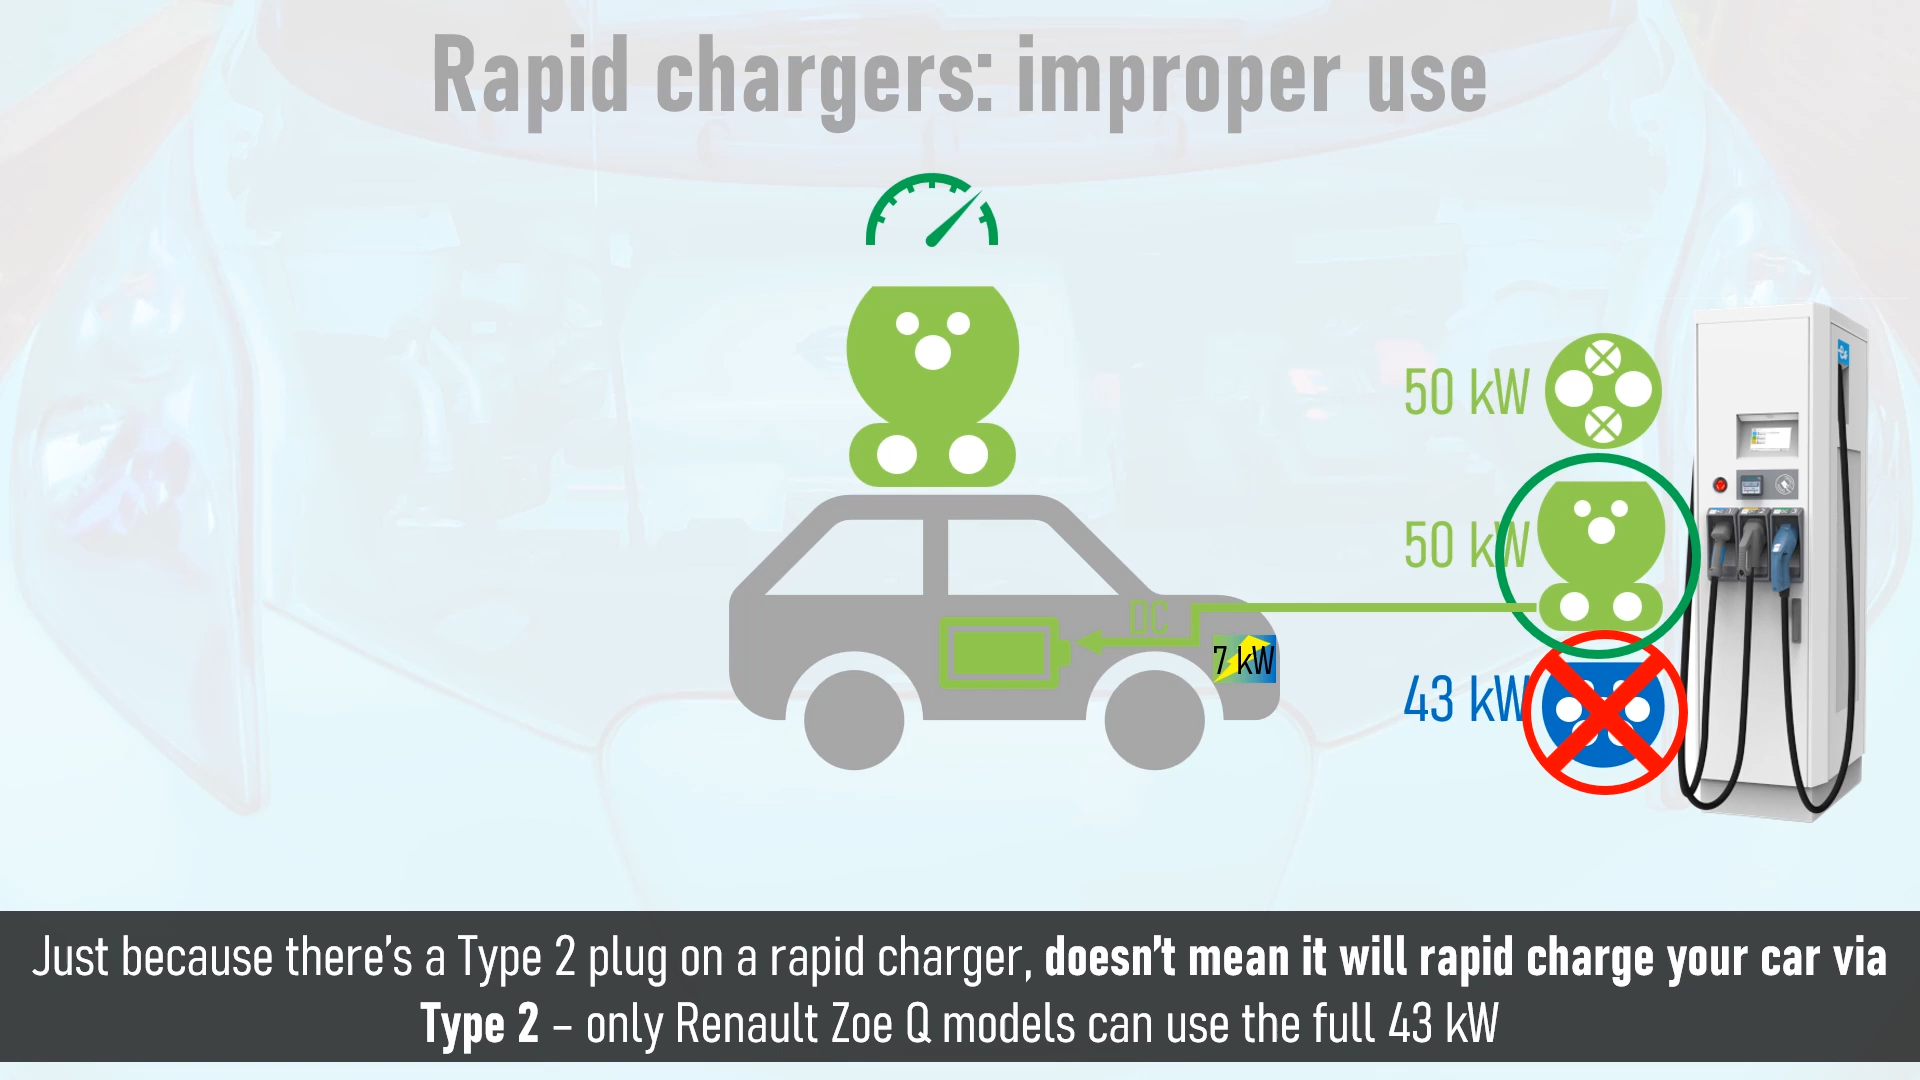 Rapid chargers: improper use
50 kW
50 kW
DC
7 kW
43 kW
Just because there’s a Type 2 plug on a rapid charger, doesn’t mean it will rapid charge your car via
Type 2 – only Renault Zoe Q models can use the full 43 kW